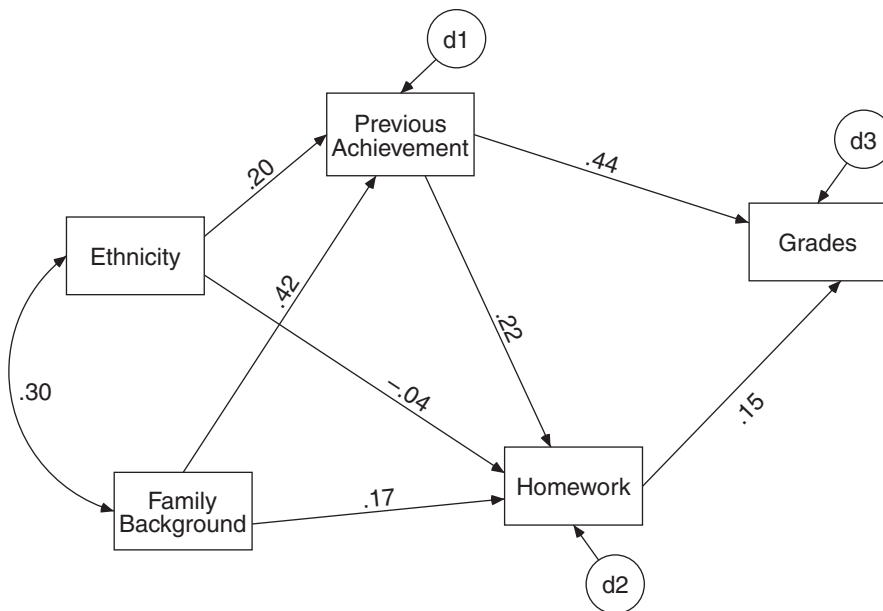 d1
Previous
Achievement
.44
d3
Grades
.20
Ethnicity
.42
.22
-.04
.30
.15
Family
Background
.17
Homework
d2